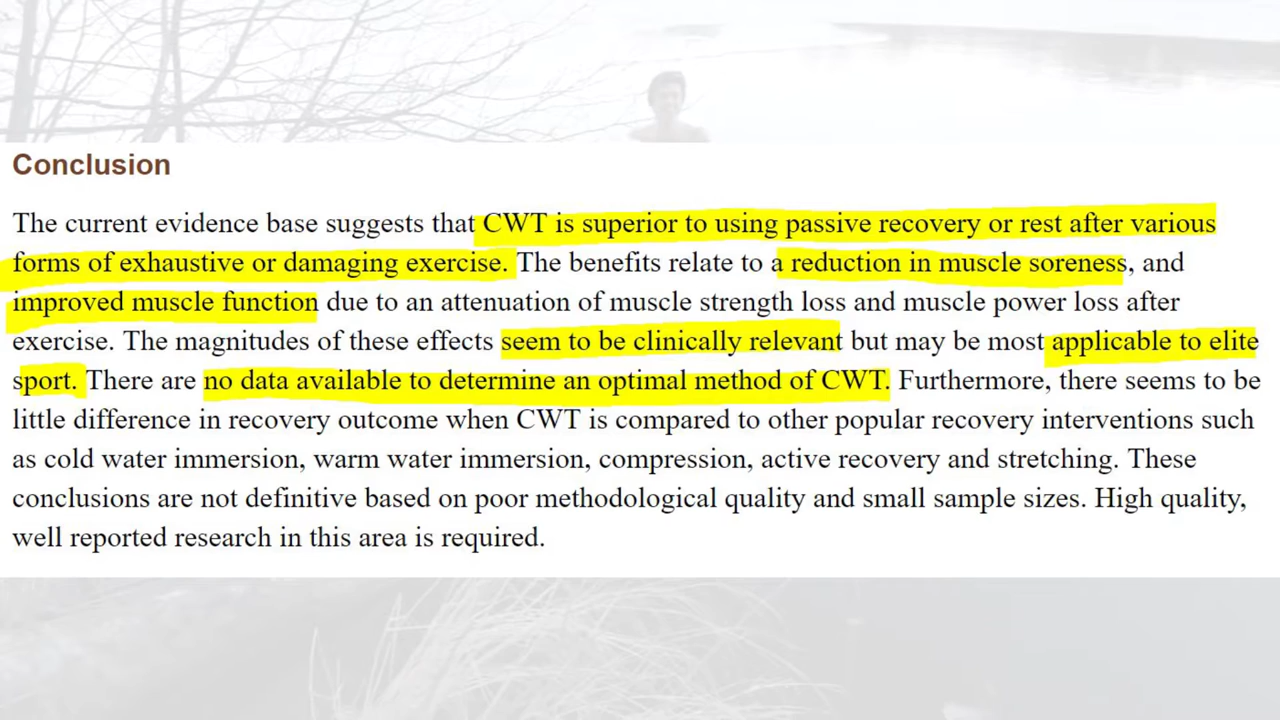 Conclusion
The current evidence base suggests that CWT is superior to using passive recovery or rest after various
forms of exhaustive or damaging exercise. The benefits relate to a reduction in muscle soreness, and
improved muscle function due to an attenuation of muscle strength loss and muscle power loss after
exercise. The magnitudes of these effects seem to be clinically relevant but may be most applicable to elite
sport. There are no data available to determine an optimal method of CWT. Furthermore, there seems to be
little difference in recovery outcome when CWT is compared to other popular recovery interventions such
as cold water immersion, warm water immersion, compression, active recovery and stretching. These
conclusions are not definitive based on poor methodological quality and small sample sizes. High quality,
well reported research in this area is required.